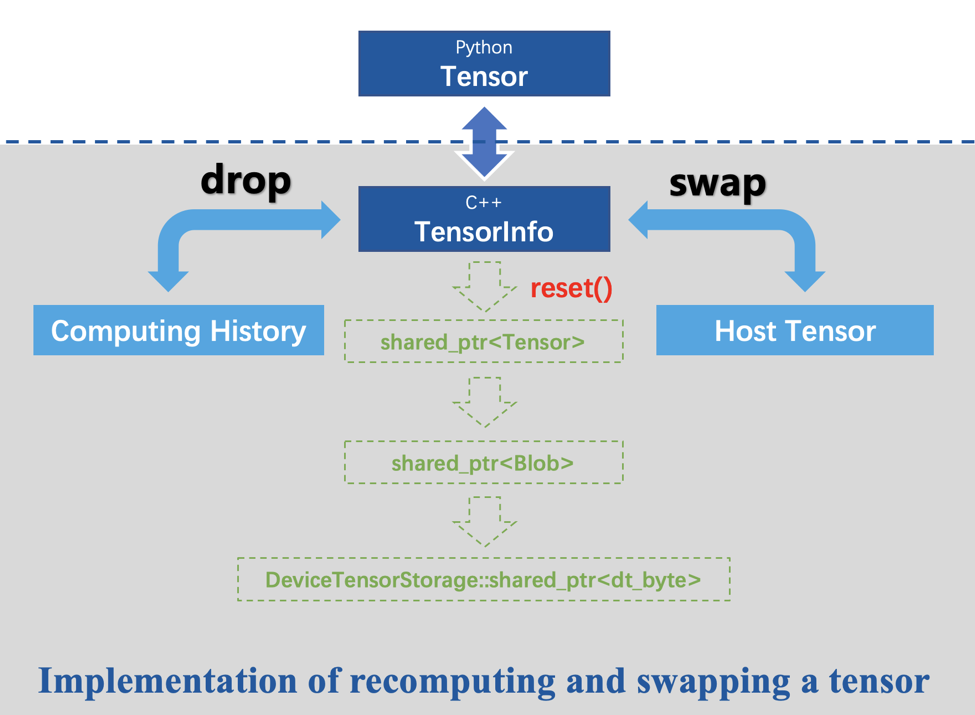 Python
Tensor
drop
swap
C++
TensorInfo
reset()
Computing History
shared_ptr<Tensor>
Host Tensor
shared_ptr<Blob>
DeviceTensorStorage::shared_ptr<dt_byte>
Implementation of recomputing and swapping a tensor